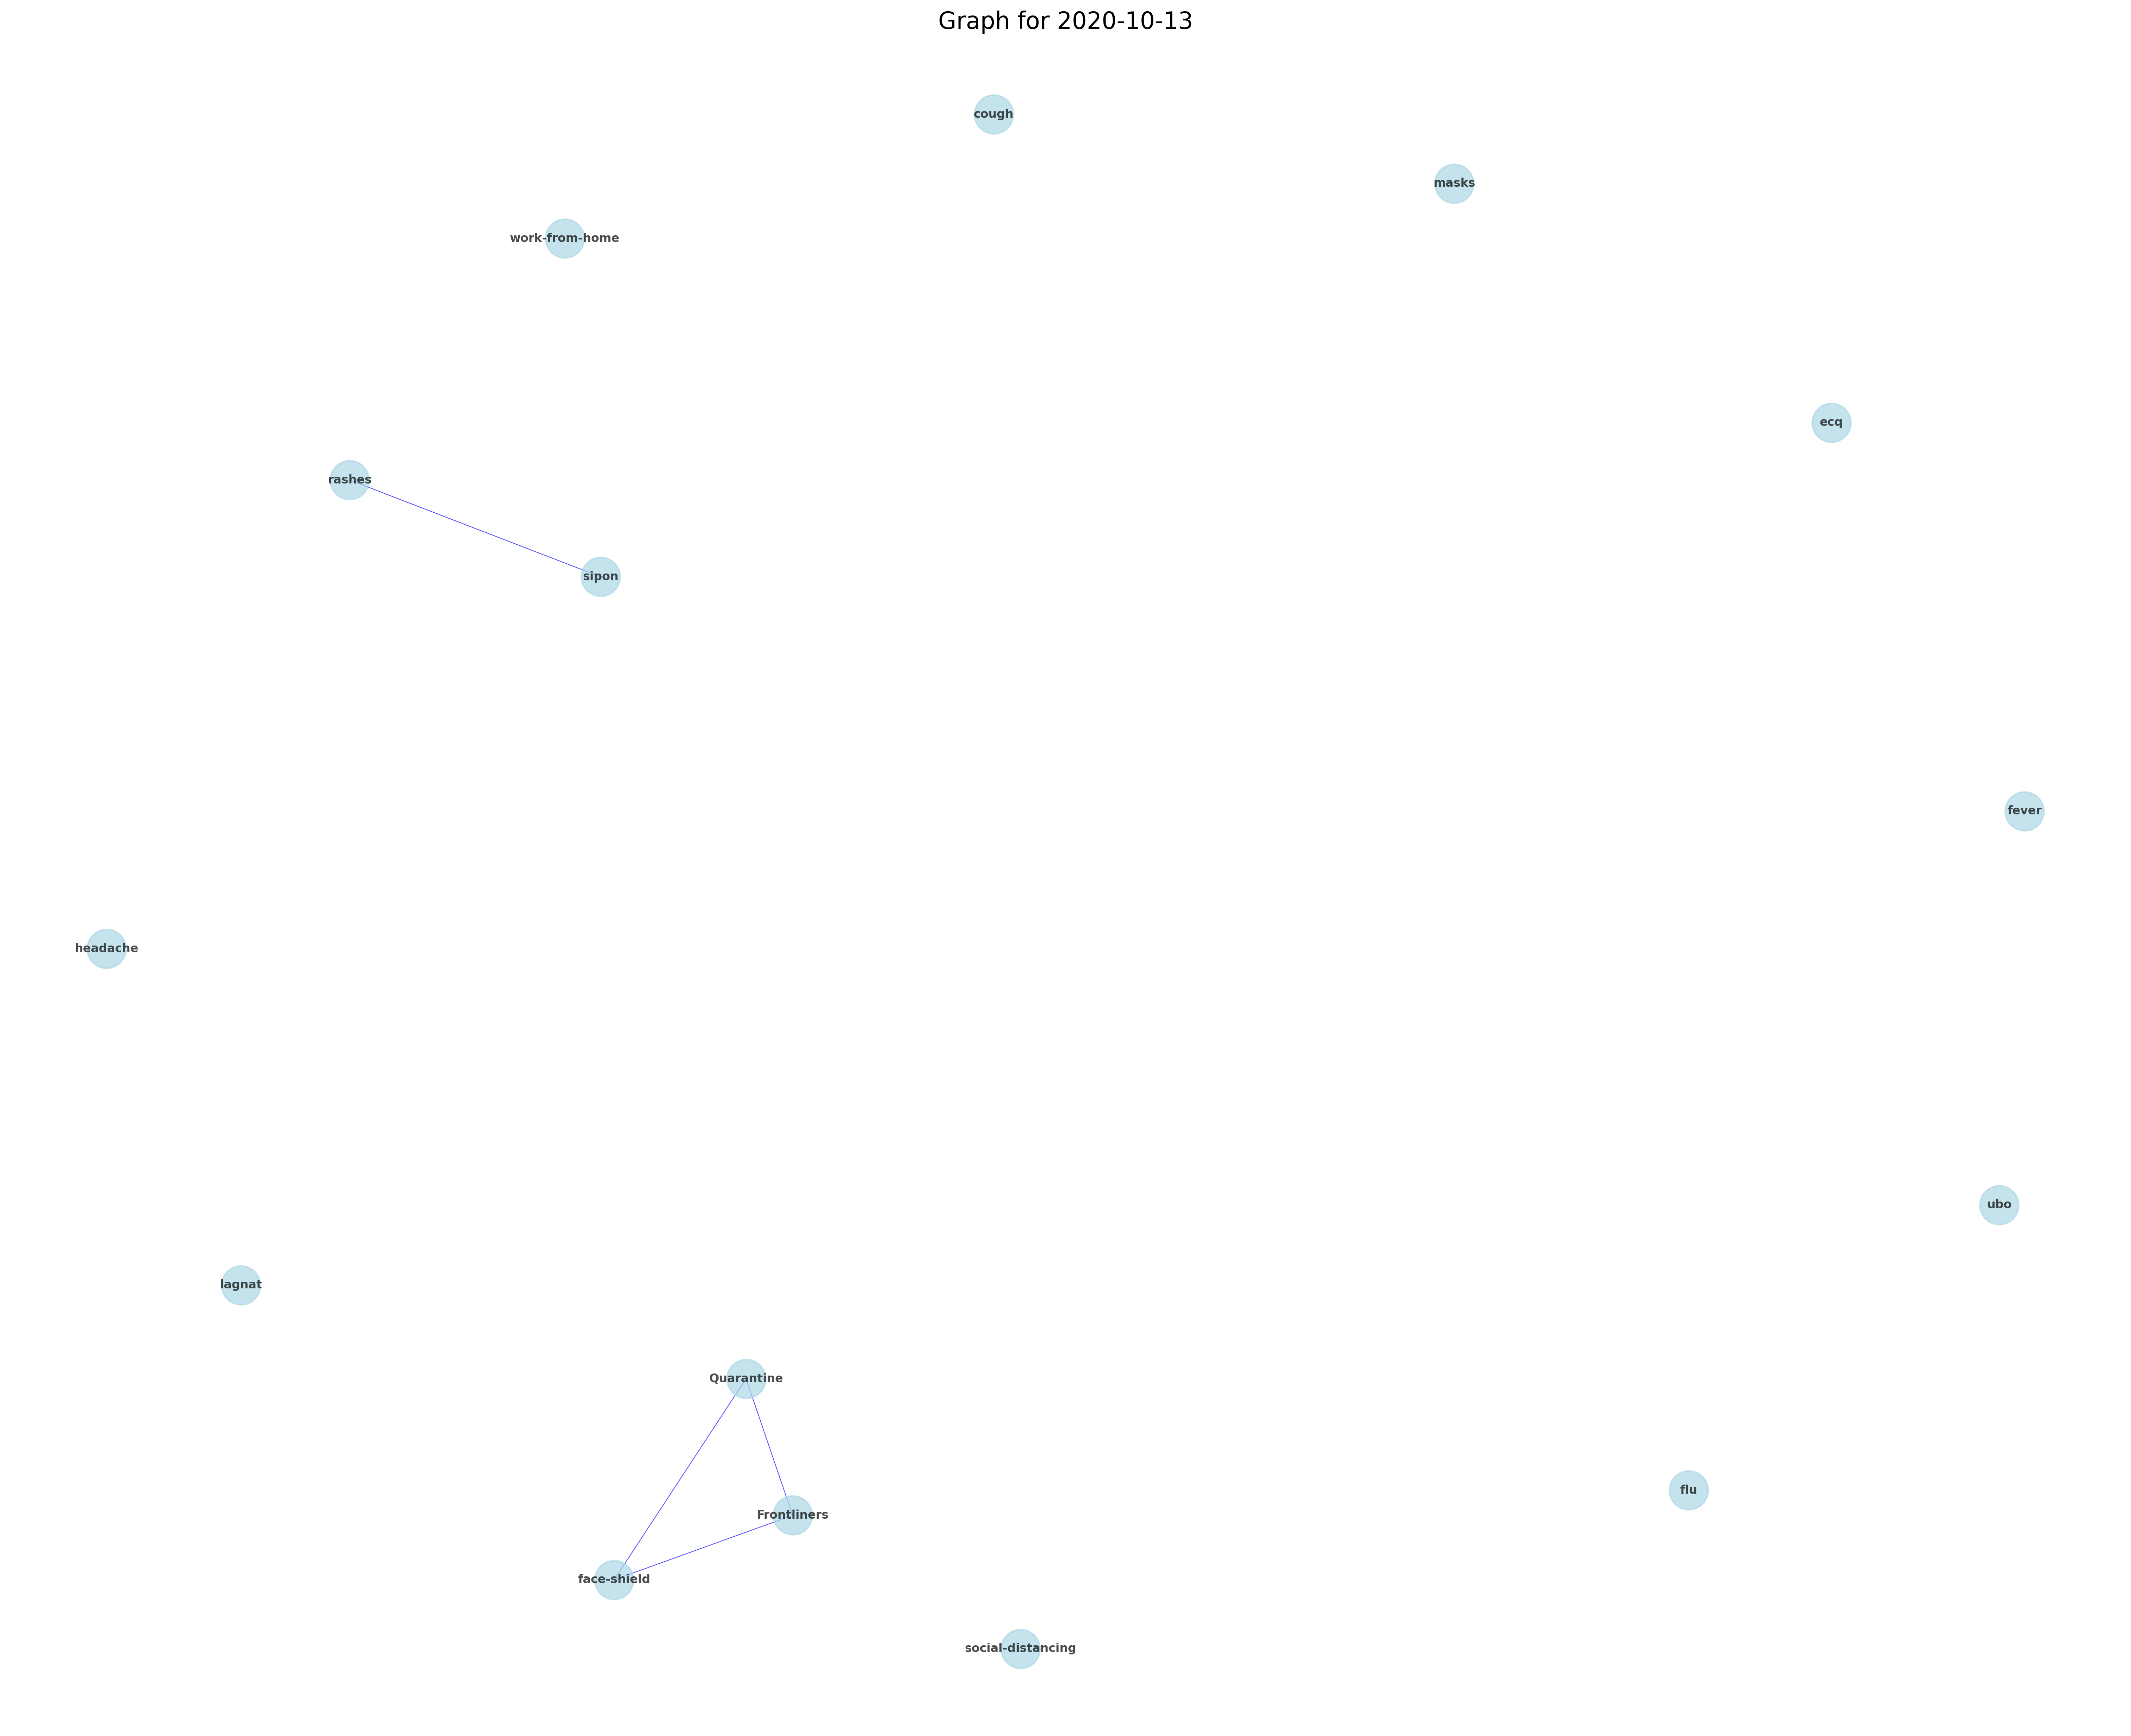 Graph for 2020-10-13
cough
masks
work-from-home
ecq
rashes
sipon
fever
headache
ubo
lagnat
Quarantine
flu
Frontliners
face-shield
social-distancing